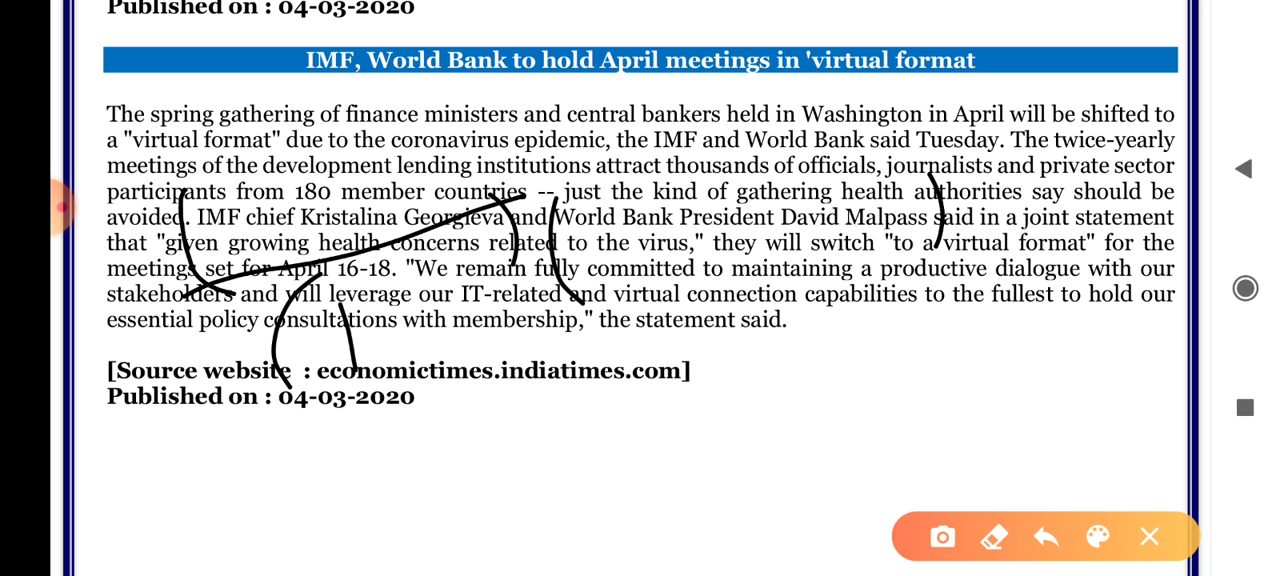 Published on : 04-03-2020
IMF, World Bank to hold April meetings in 'virtual format
The spring gathering of finance ministers and central bankers held in Washington in April will be shifted to
a "virtual format" due to the coronavirus epidemic, the IMF and World Bank said Tuesday. The twice-yearly
meetings of the development lending institutions attract thousands of officials, journalists and private sector
participants from 180 member countries -- just the kind of gathering health authorities say should be
avoided. IMF chief Kristalina Georgieva and World Bank President David Malpass said in a joint statement
that "given growing health concerns related to the virus," they will switch "to a virtual format" for the
meetings set for April 16-18. "We remain fully committed to maintaining a productive dialogue with our
stakeholders and will leverage our IT-related and virtual connection capabilities to the fullest to hold our
essential policy consultations with membership," the statement said.
[Source website : economictimes.indiatimes.com]
Published on : 04-03-2020